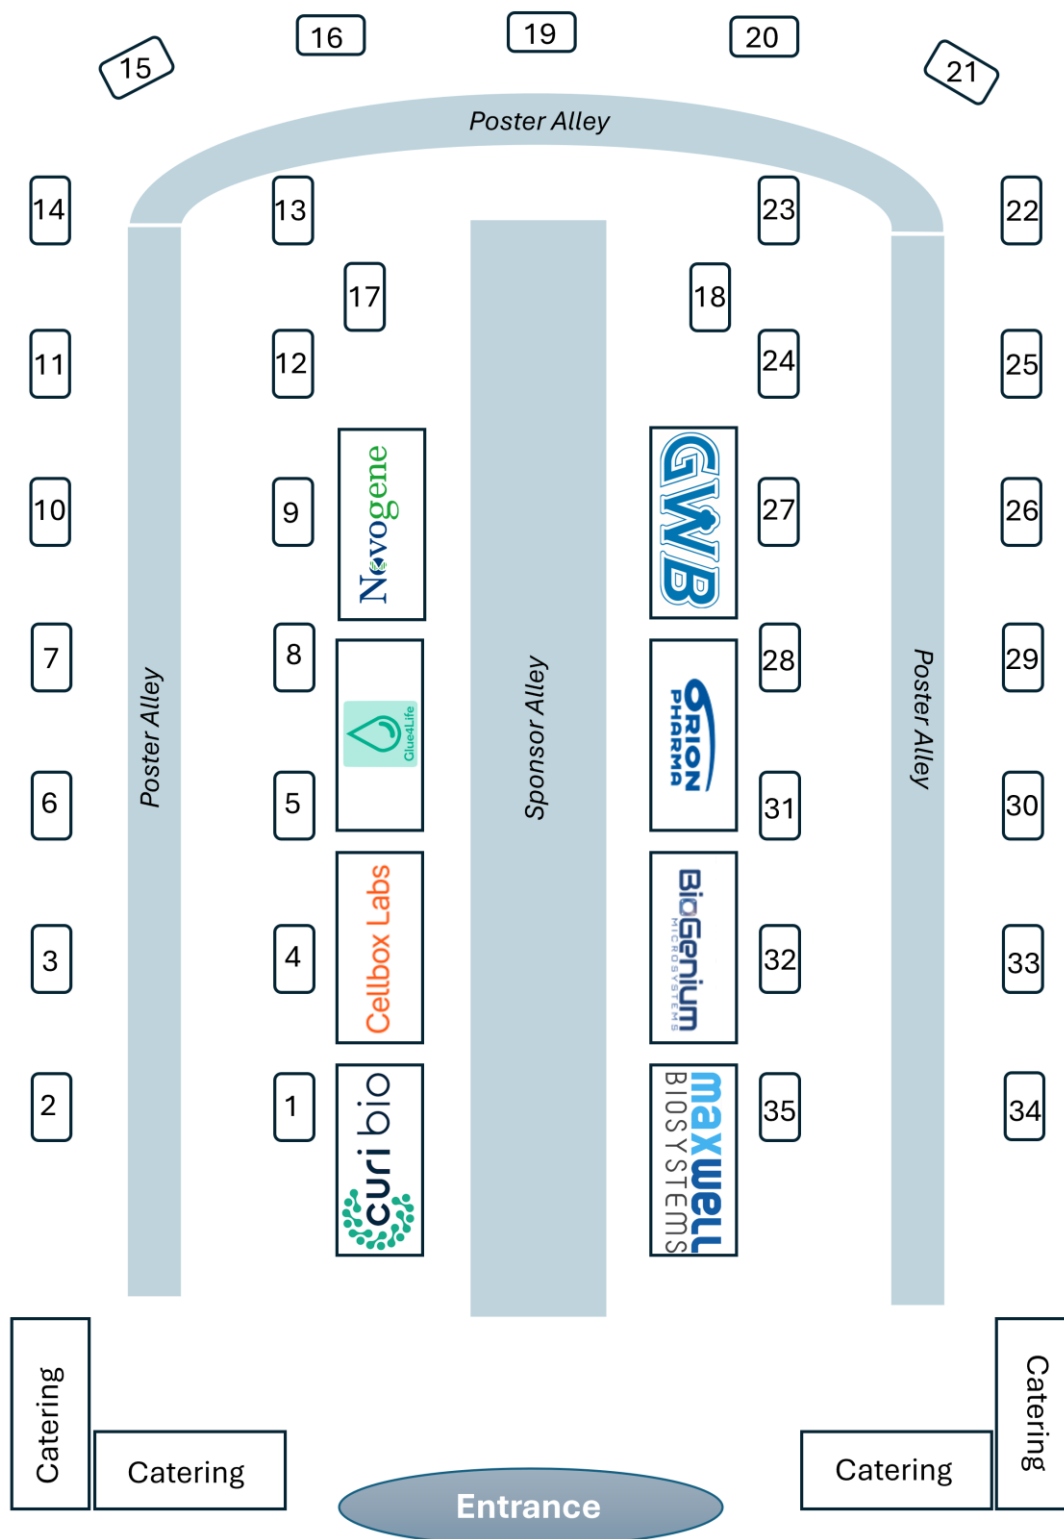 16
19
20
15
21
Poster Alley
14
13
23
22
17
18
11
12
24
25
Novogene
GWB
10
9
27
26
7
8
28
29
Poster Alley
Glue4Life
Sponsor Alley
ORION
PHARMA
Poster Alley
6
5
31
30
Cellbox Labs
BioGenium
MICROSYSTEMS
3
4
32
33
2
1
curi bio
maxwell
BIOSYSTEMS
35
34
Catering
Catering
Entrance
Catering
Catering